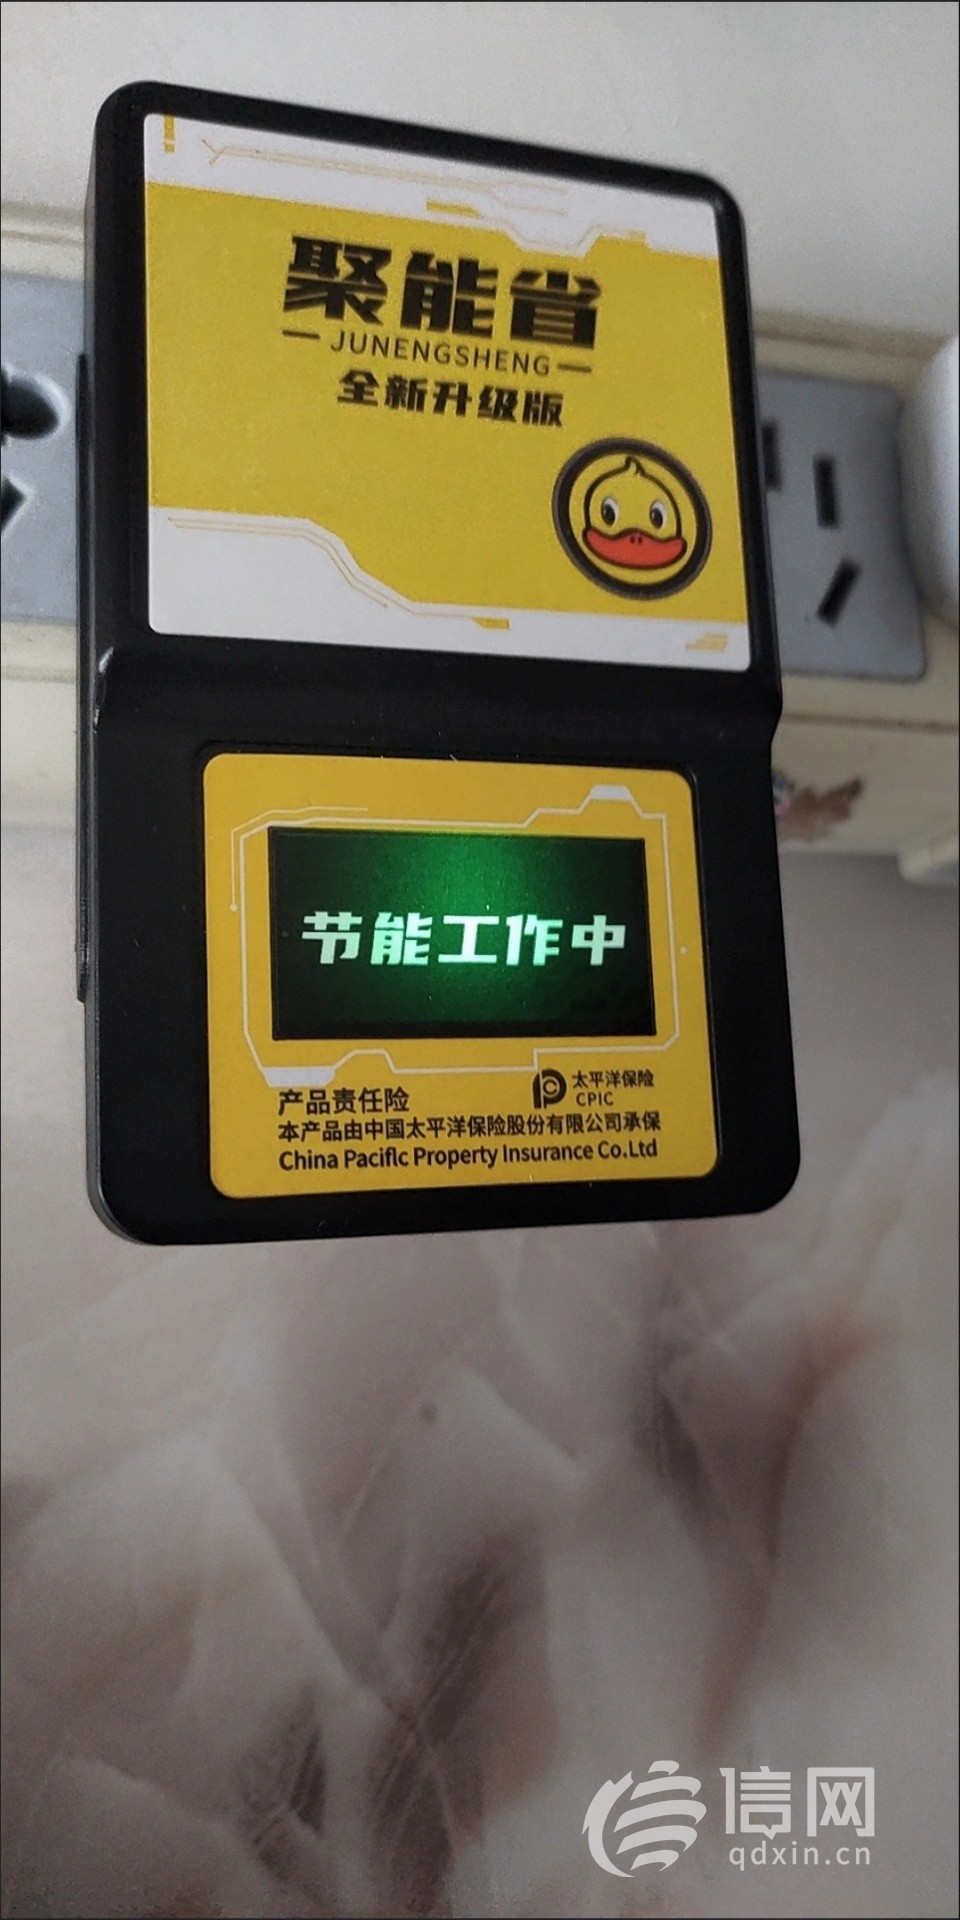 聚能省
JUNENGSHENG
全新升级版
节能工作中
产品责任险
太平洋保险
CPIC
本产品由中国太平洋保险股份有限公司承保
China Pacific Property Insurance Co.Ltd
信网
qdxin.cn